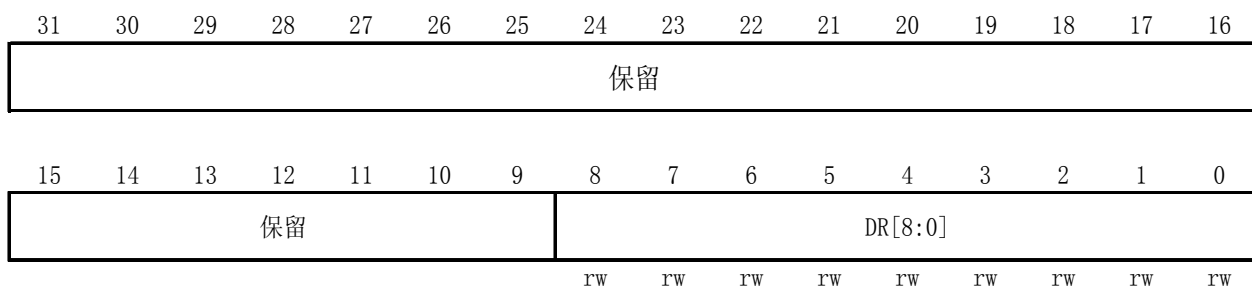 31 30 29 28 27 26 25 24 23 22 21 20 19 18 17 16
保留
15 14 13 12 11 10 9 8 7 6 5 4 3 2 1 0
保留 DR[8:0]
rw rw rw rw rw rw rw rw rw